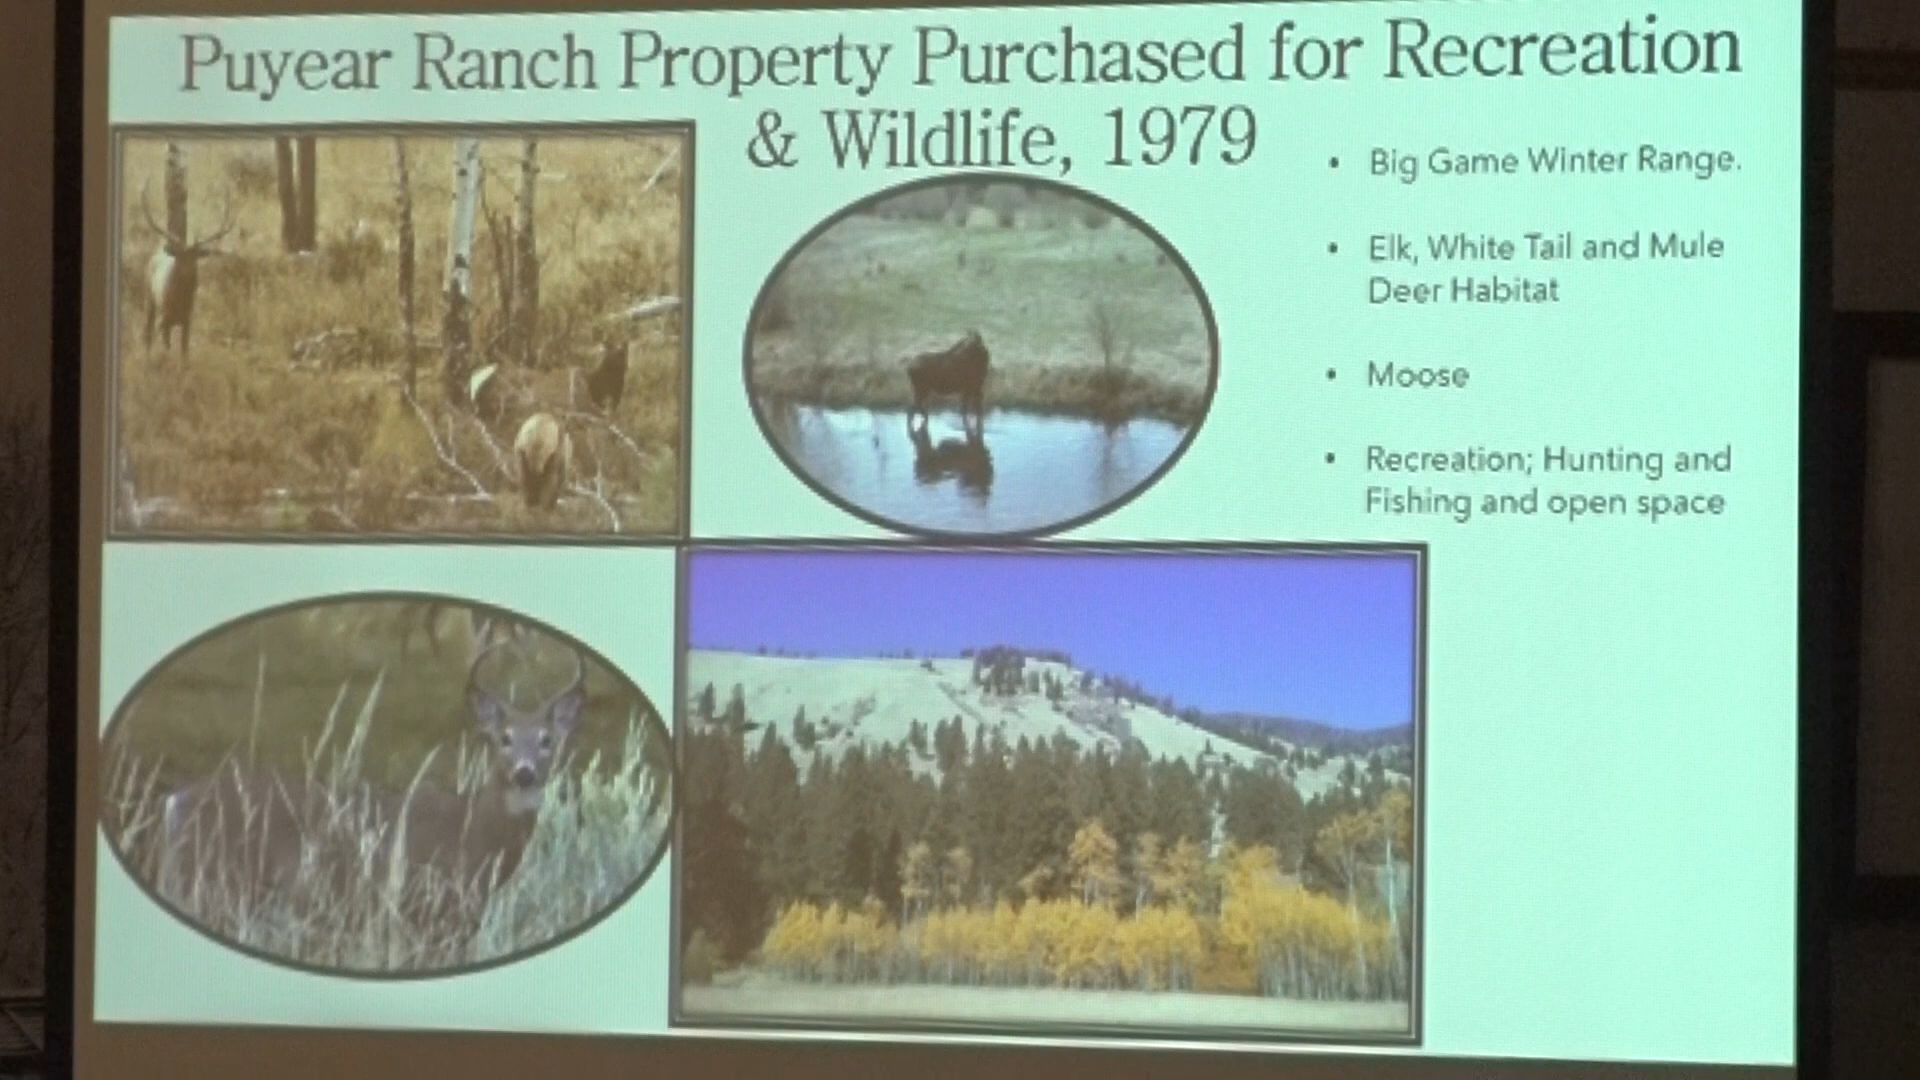 Puyear Ranch Property Purchased for Recreation
& Wildlife, 1979
• Big Game Winter Range.
• Elk, White Tail and Mule
Deer Habitat
• Moose
• Recreation; Hunting and
Fishing and open space